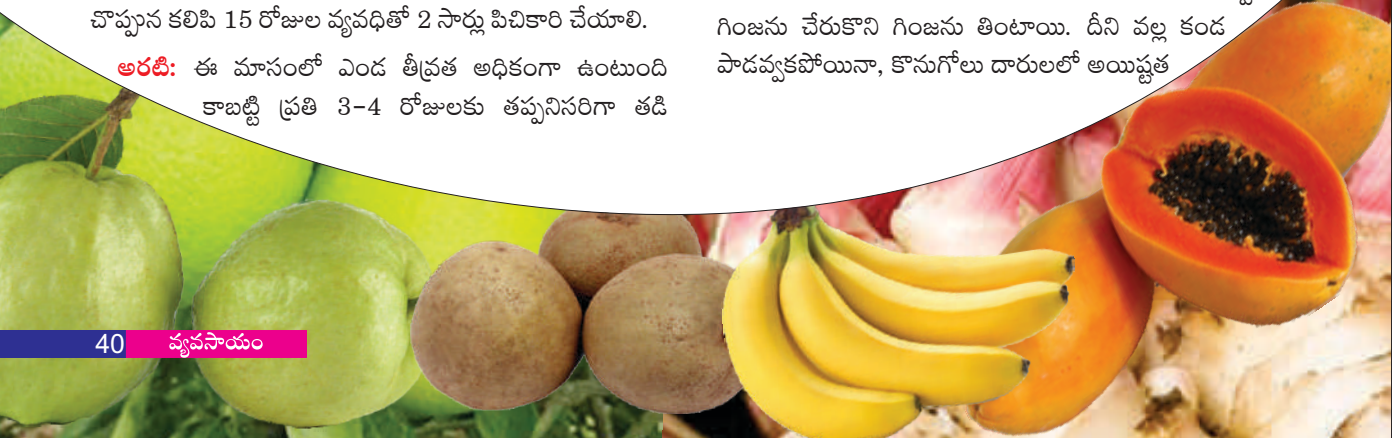 చొప్పున కలిపి 15 రోజుల వ్యవధితో 2 సార్లు పిచికారి చేయాలి.
అరటి: ఈ మాసంలో ఎండ తీవ్రత అధికంగా ఉంటుంది
కాబట్టి ప్రతి 3-4 రోజులకు తప్పనిసరిగా తడి
గింజను చేరుకొని గింజను తింటాయి. దీని వల్ల కండ
పాడవ్వకపోయినా, కొనుగోలు దారులలో అయిష్టత
40 వ్యవసాయం